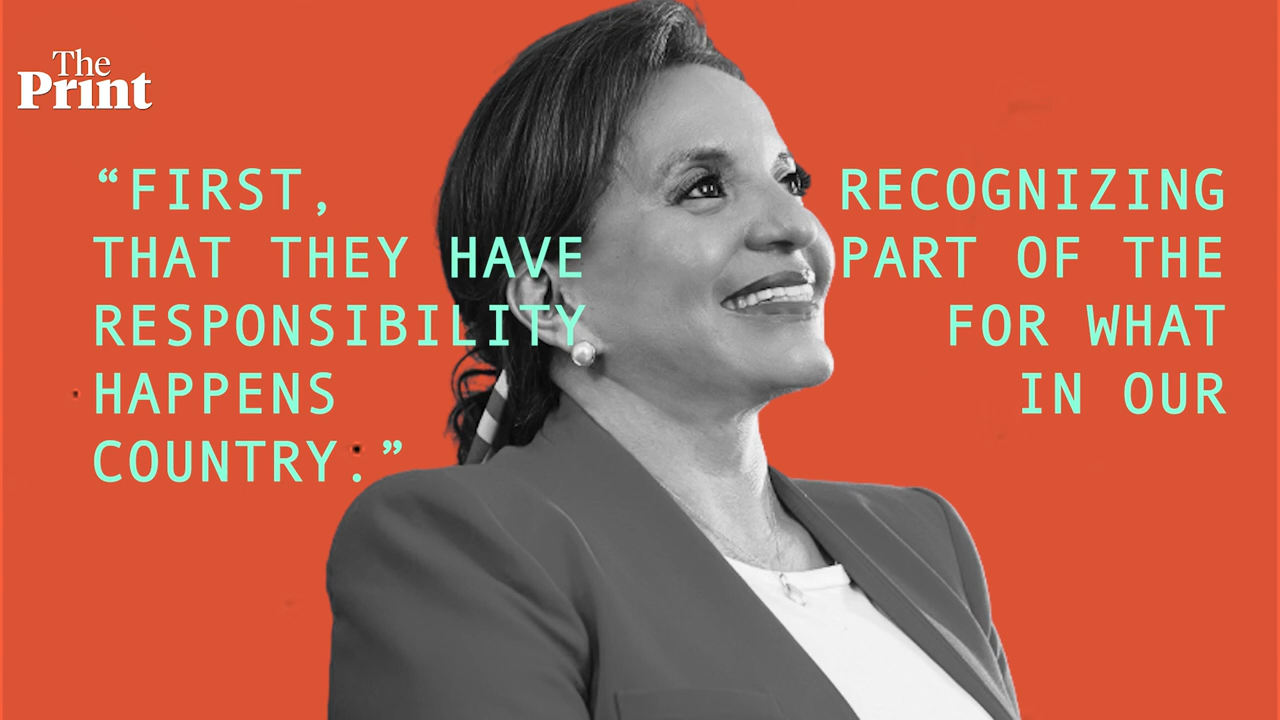 The
Print
“FIRST, RECOGNIZING
THAT THEY HAVE PART OF THE
RESPONSIBILITY FOR WHAT
HAPPENS IN OUR
COUNTRY.”